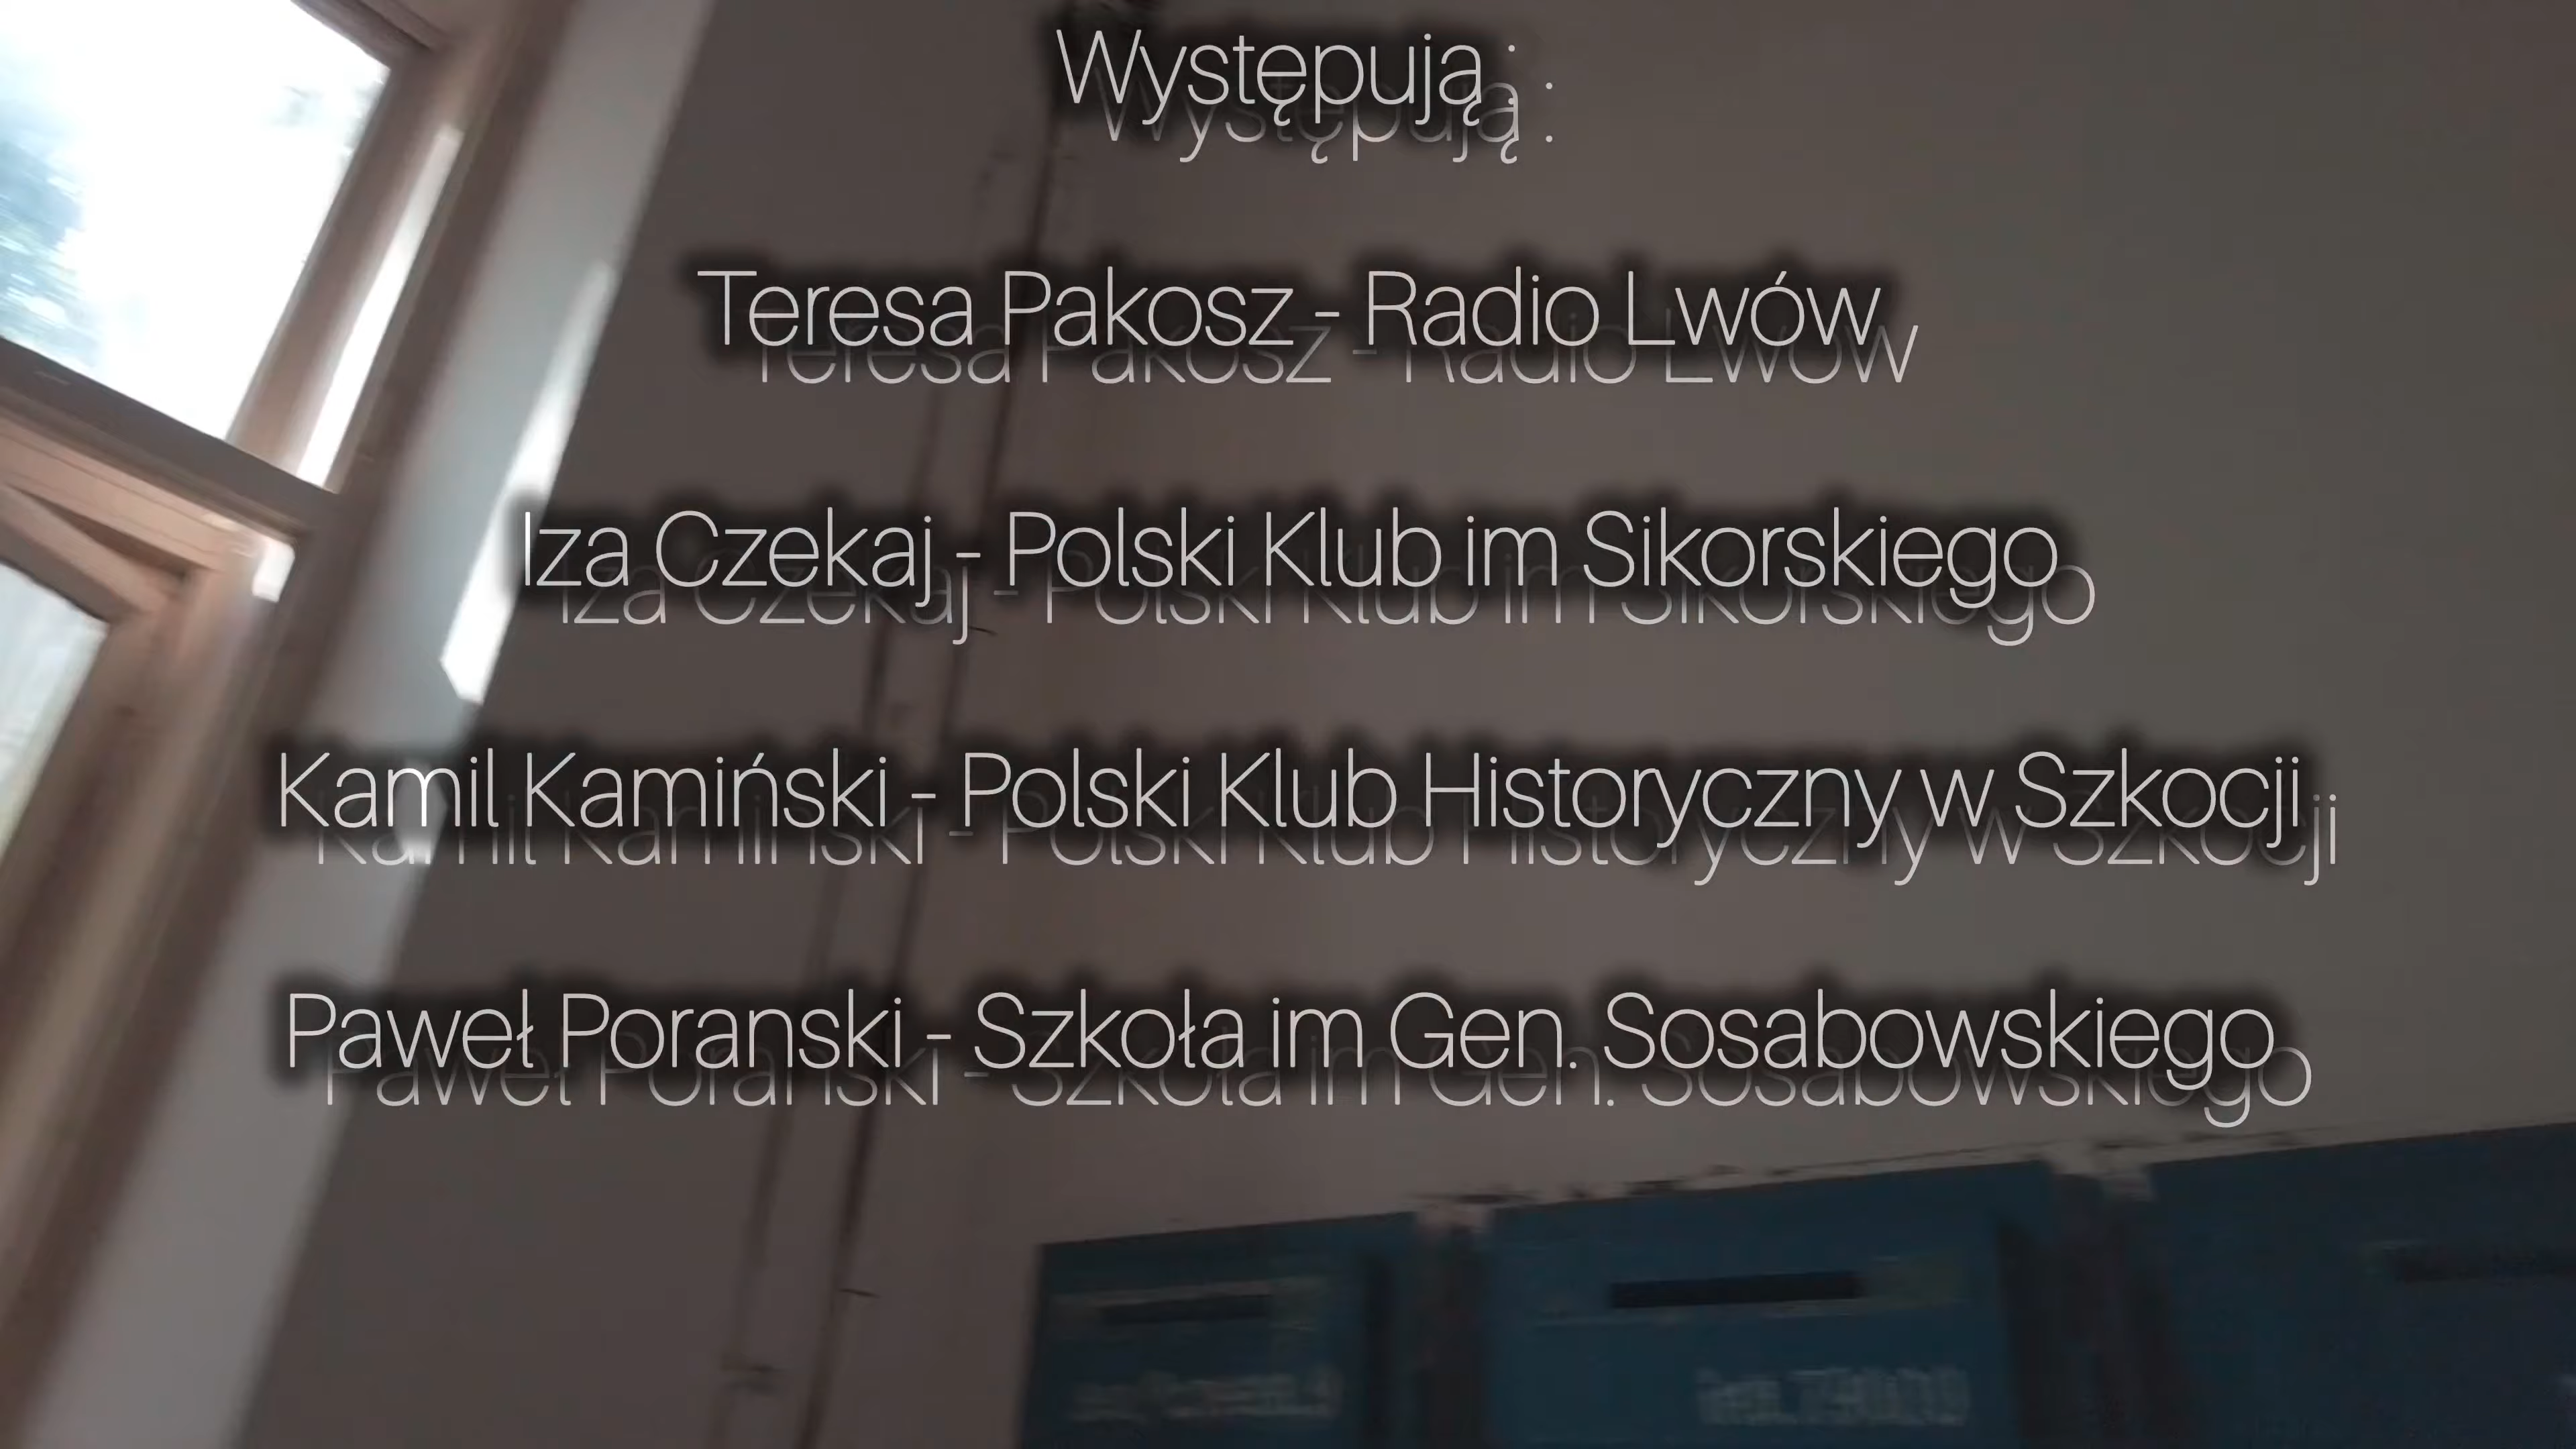 Występują :
Teresa Pakosz - Radio Lwów
Iza Czekaj - Polski Klub im Sikorskiego
Kamil Kamiński - Polski Klub Historyczny w Szkocji
Paweł Poranski - Szkoła im Gen. Sosabowskiego